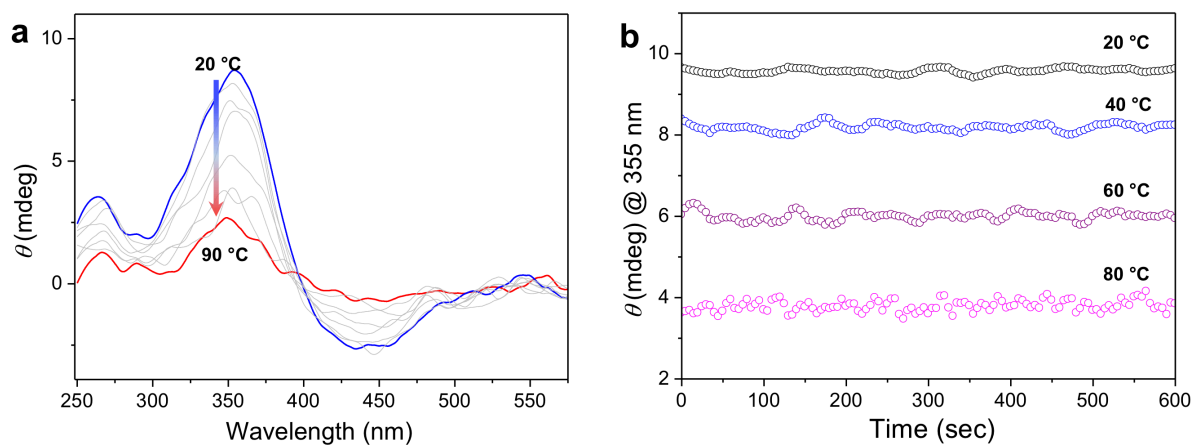 a
10
5
0
20 °C
90 °C
θ (mdeg)
250 300 350 400 450 500 550
Wavelength (nm)
b
10
8
6
4
2
20 °C
40 °C
60 °C
80 °C
θ (mdeg) @ 355 nm
0 100 200 300 400 500 600
Time (sec)